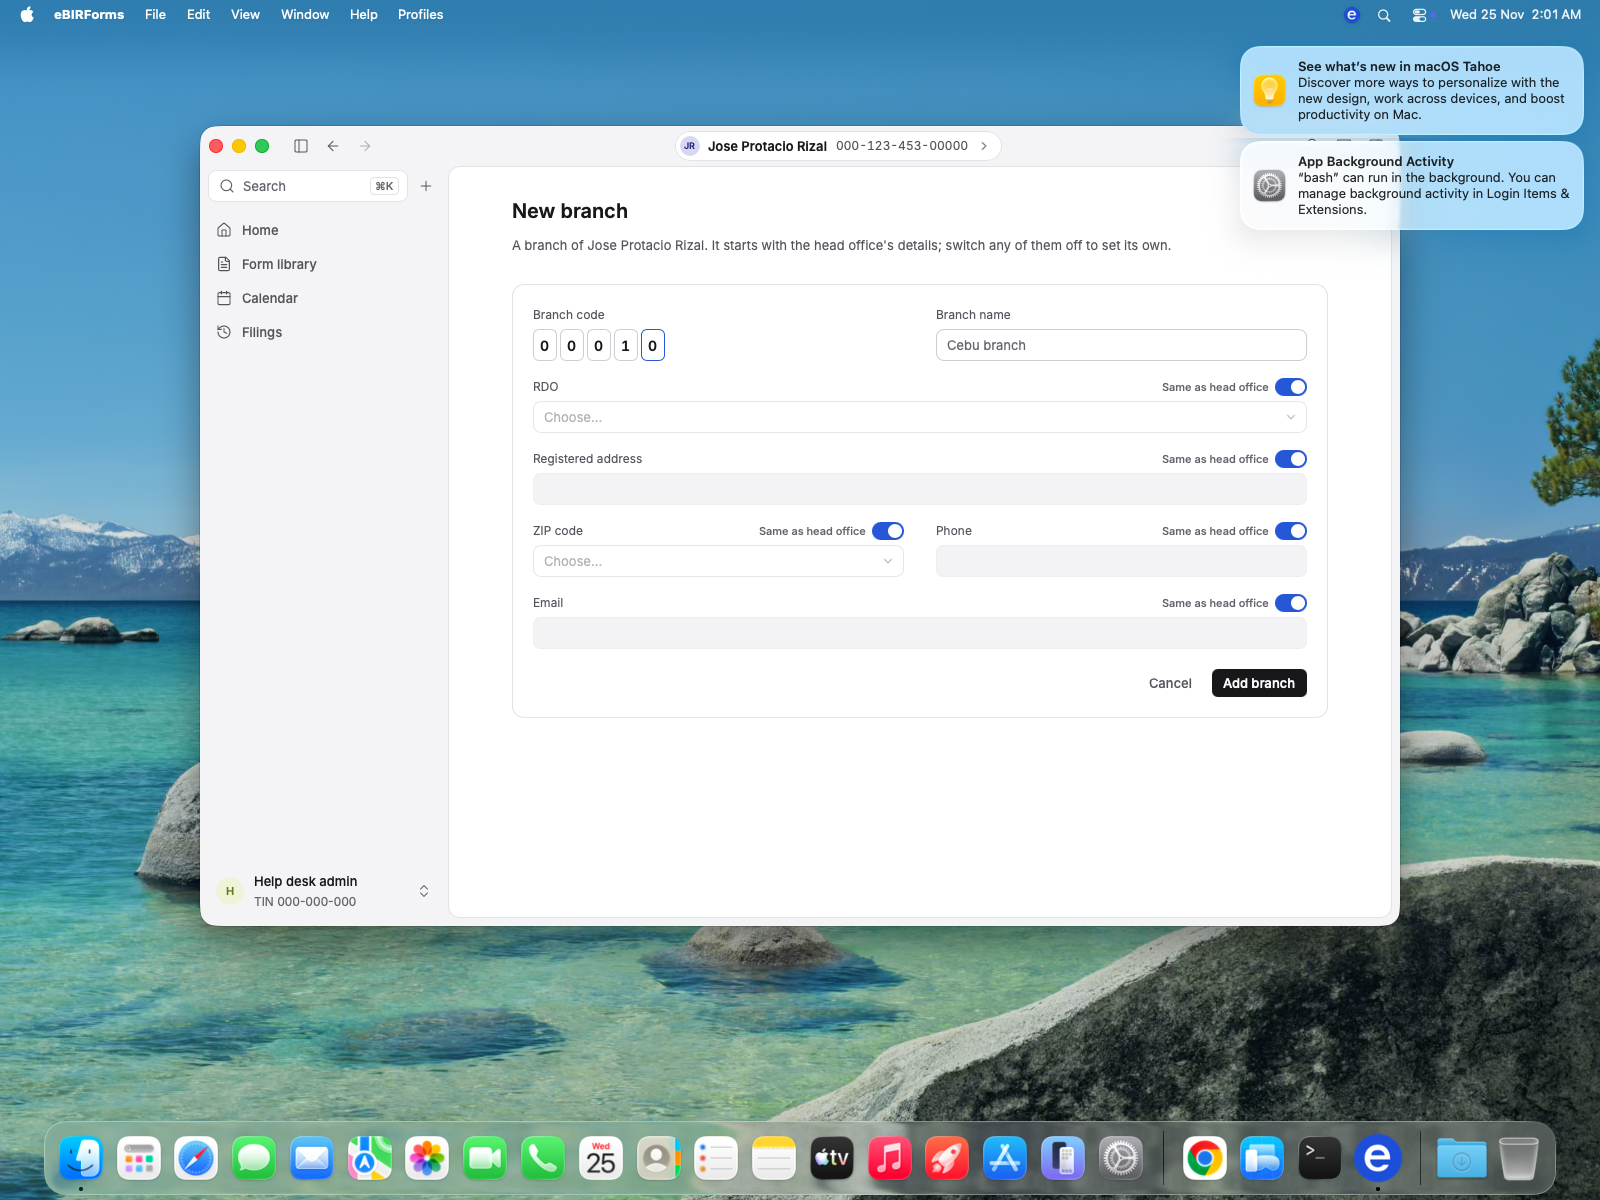 eBIRForms File Edit View Window Help Profiles
e
Wed 25 Nov 2:01 AM
See what's new in macOS Tahoe
Discover more ways to personalize with the
new design, work across devices, and boost
productivity on Mac.
App Background Activity
“bash” can run in the background. You can
manage background activity in Login Items &
Extensions.
JR Jose Protacio Rizal 000-123-453-00000
Search ⌘K
Home
Form library
Calendar
Filings
New branch
A branch of Jose Protacio Rizal. It starts with the head office's details; switch any of them off to set its own.
Branch code
0 0 0 1 0
Branch name
Cebu branch
RDO Same as head office
Choose...
Registered address Same as head office
ZIP code Same as head office
Choose...
Phone Same as head office
Email Same as head office
Cancel Add branch
H
Help desk admin
TIN 000-000-000
Wed
25
tv
>_
e